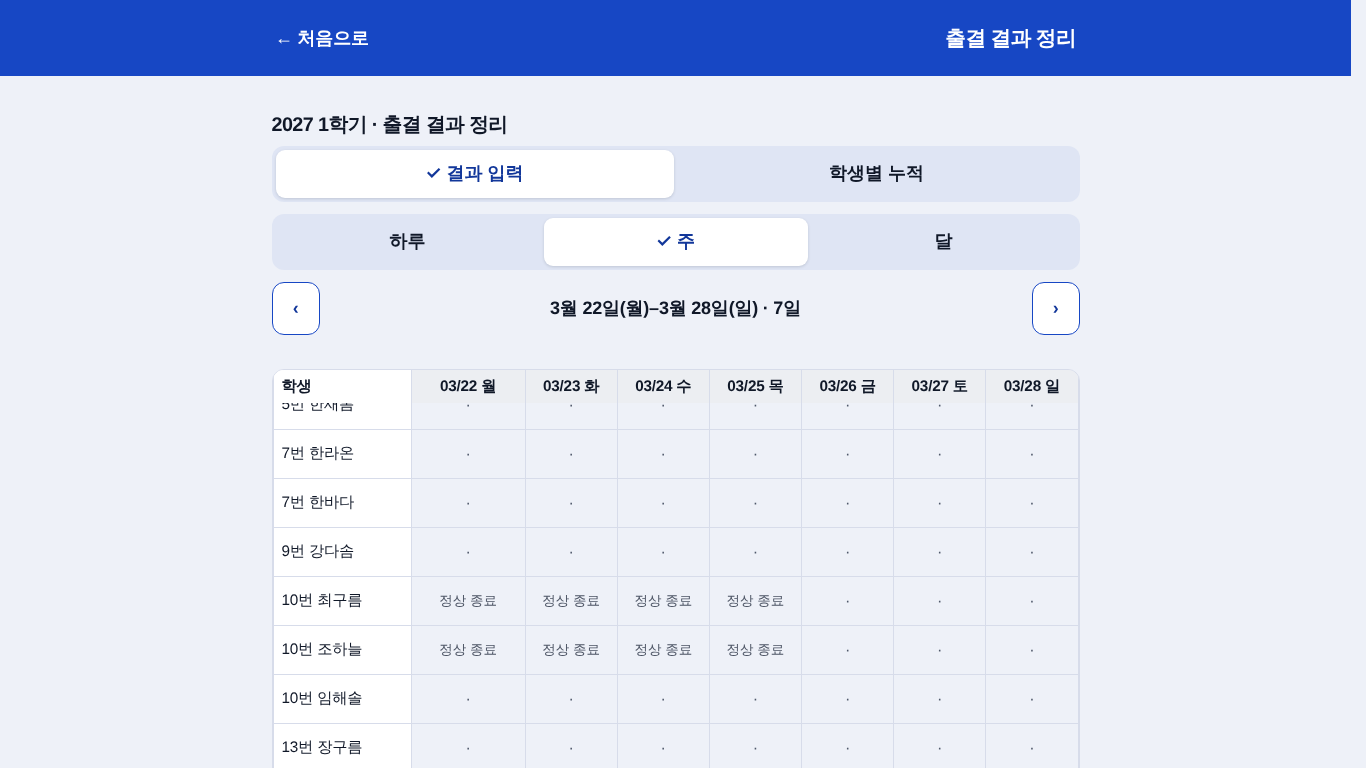 ← 처음으로
출결 결과 정리
2027 1학기 · 출결 결과 정리
✓ 결과 입력
학생별 누적
하루
✓ 주
달
‹
3월 22일(월)–3월 28일(일) · 7일
›
학생 03/22 월 03/23 화 03/24 수 03/25 목 03/26 금 03/27 토 03/28 일
5번 · · · · · · ·
7번 한라온 · · · · · · ·
7번 한바다 · · · · · · ·
9번 강다솜 · · · · · · ·
10번 최구름 정상 종료 정상 종료 정상 종료 정상 종료 · · ·
10번 조하늘 정상 종료 정상 종료 정상 종료 정상 종료 · · ·
10번 임해솔 · · · · · · ·
13번 장구름 · · · · · · ·